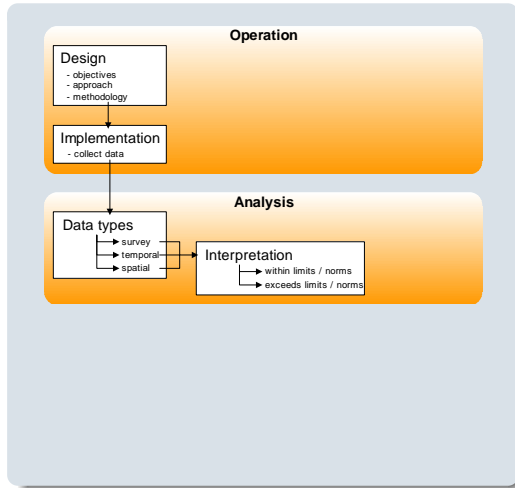 Operation
Design
- objectives
- approach
- methodology
Implementation
- collect data
Analysis
Data types
survey
temporal
spatial
Interpretation
within limits / norms
exceeds limits / norms